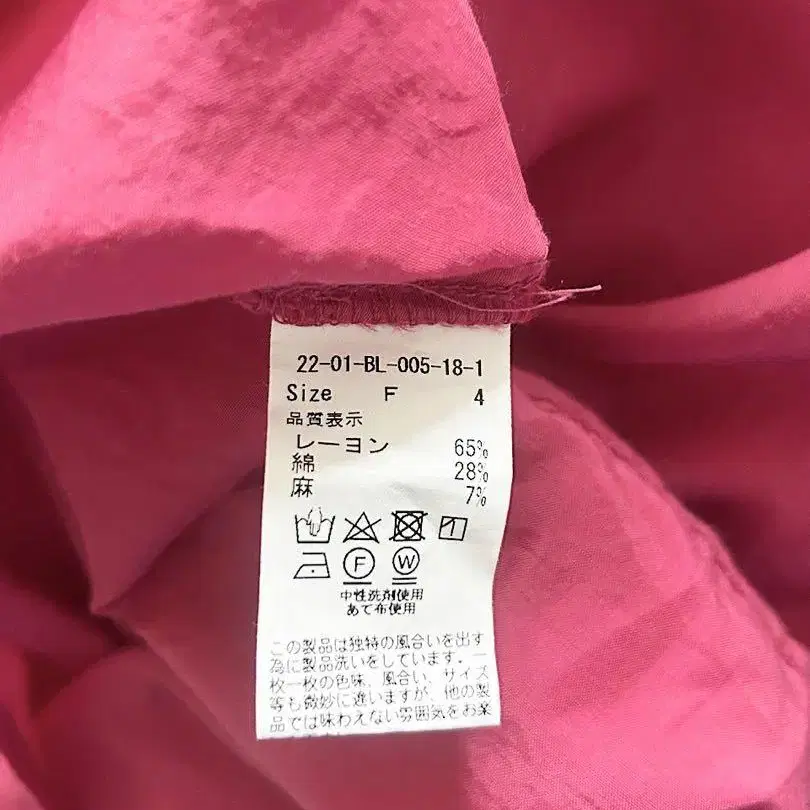 22-01-BL-005-18-1
Size F 4
品質表示
レーヨン 65%
綿 28%
麻 7%
F W
中性洗剤使用
あて布使用
この製品は独特の風合いを出す
為に製品洗いをしています。一
枚一枚の色味、風合い、サイズ
等も微妙に違いますが、他の製
品では味わえない雰囲気をお楽